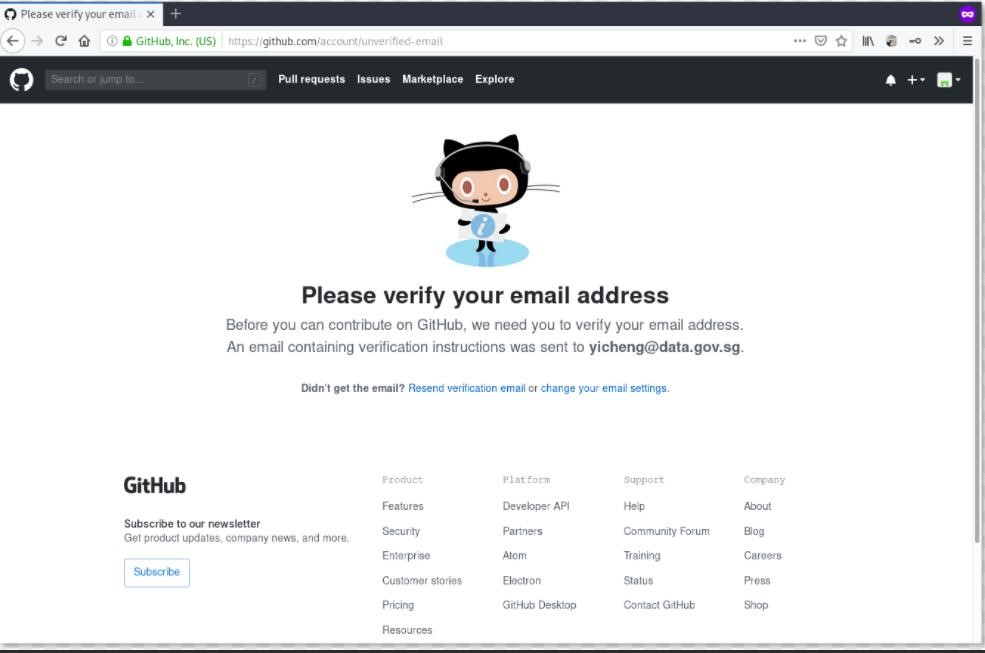 Please verify your email a
GitHub, Inc. (US)
https://github.com/account/unverified-email
Search or jump to…
/
Pull requests Issues Marketplace Explore
i
Please verify your email address
Before you can contribute on GitHub, we need you to verify your email address.
An email containing verification instructions was sent to yicheng@data.gov.sg.
Didn't get the email? Resend verification email or change your email settings.
GitHub
Subscribe to our newsletter
Get product updates, company news, and more.
Subscribe
Product
Features
Security
Enterprise
Customer stories
Pricing
Resources
Platform
Developer API
Partners
Atom
Electron
GitHub Desktop
Support
Help
Community Forum
Training
Status
Contact GitHub
Company
About
Blog
Careers
Press
Shop